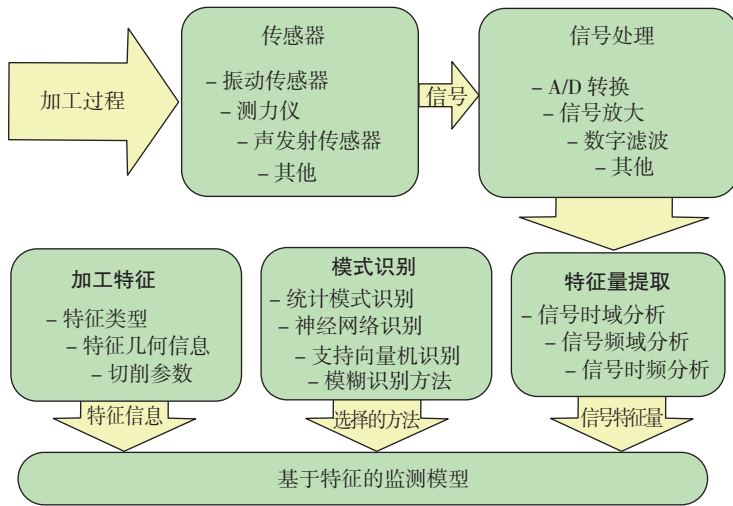 加工过程
传感器
– 振动传感器
– 测力仪
– 声发射传感器
– 其他
信号
信号处理
– A/D 转换
– 信号放大
– 数字滤波
– 其他
加工特征
– 特征类型
– 特征几何信息
– 切削参数
模式识别
– 统计模式识别
– 神经网络识别
– 支持向量机识别
– 模糊识别方法
特征量提取
– 信号时域分析
– 信号频域分析
– 信号时频分析
特征信息
选择的方法
信号特征量
基于特征的监测模型